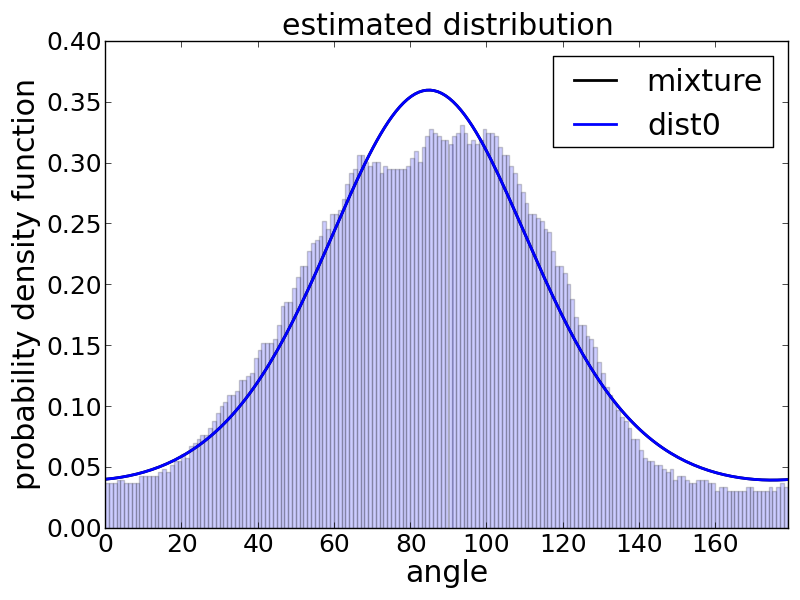 estimated distribution
0.40
0.35
0.30
0.25
0.20
0.15
0.10
0.05
0.00
probability density function
mixture
dist0
0 20 40 60 80 100 120 140 160
angle